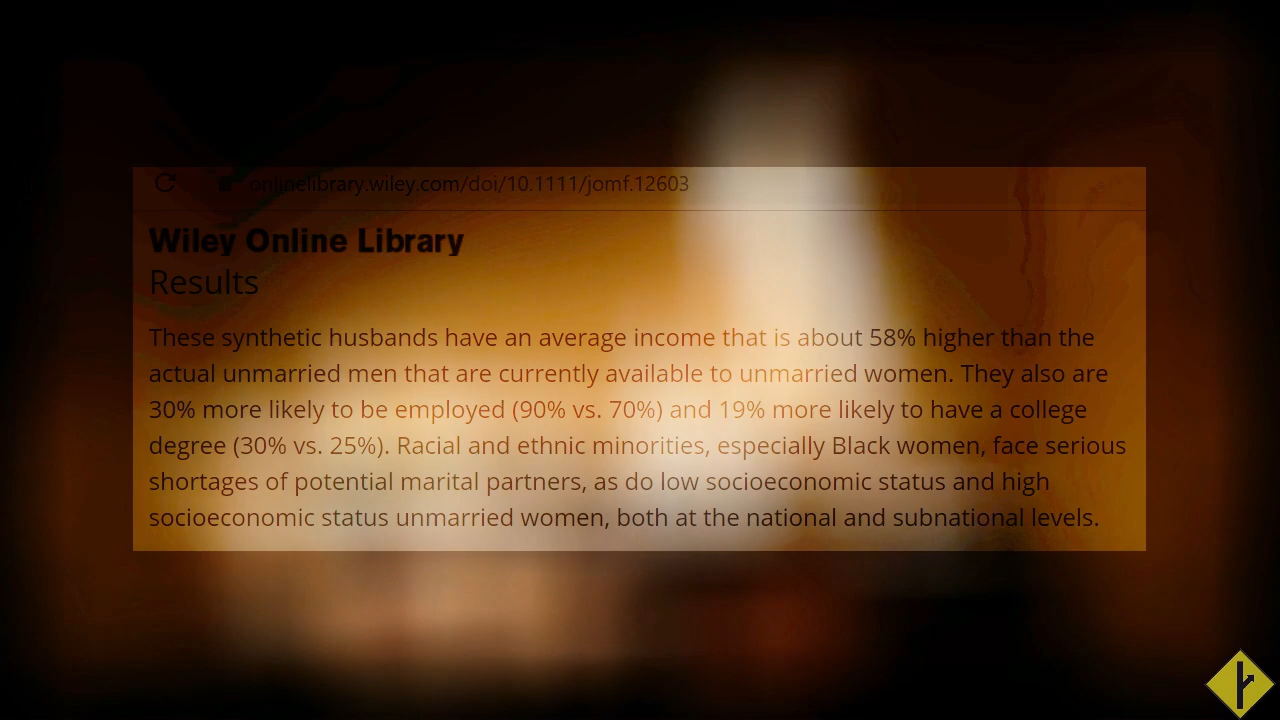 onlinelibrary.wiley.com/doi/10.1111/jomf.12603
Wiley Online Library
Results
These synthetic husbands have an average income that is about 58% higher than the
actual unmarried men that are currently available to unmarried women. They also are
30% more likely to be employed (90% vs. 70%) and 19% more likely to have a college
degree (30% vs. 25%). Racial and ethnic minorities, especially Black women, face serious
shortages of potential marital partners, as do low socioeconomic status and high
socioeconomic status unmarried women, both at the national and subnational levels.